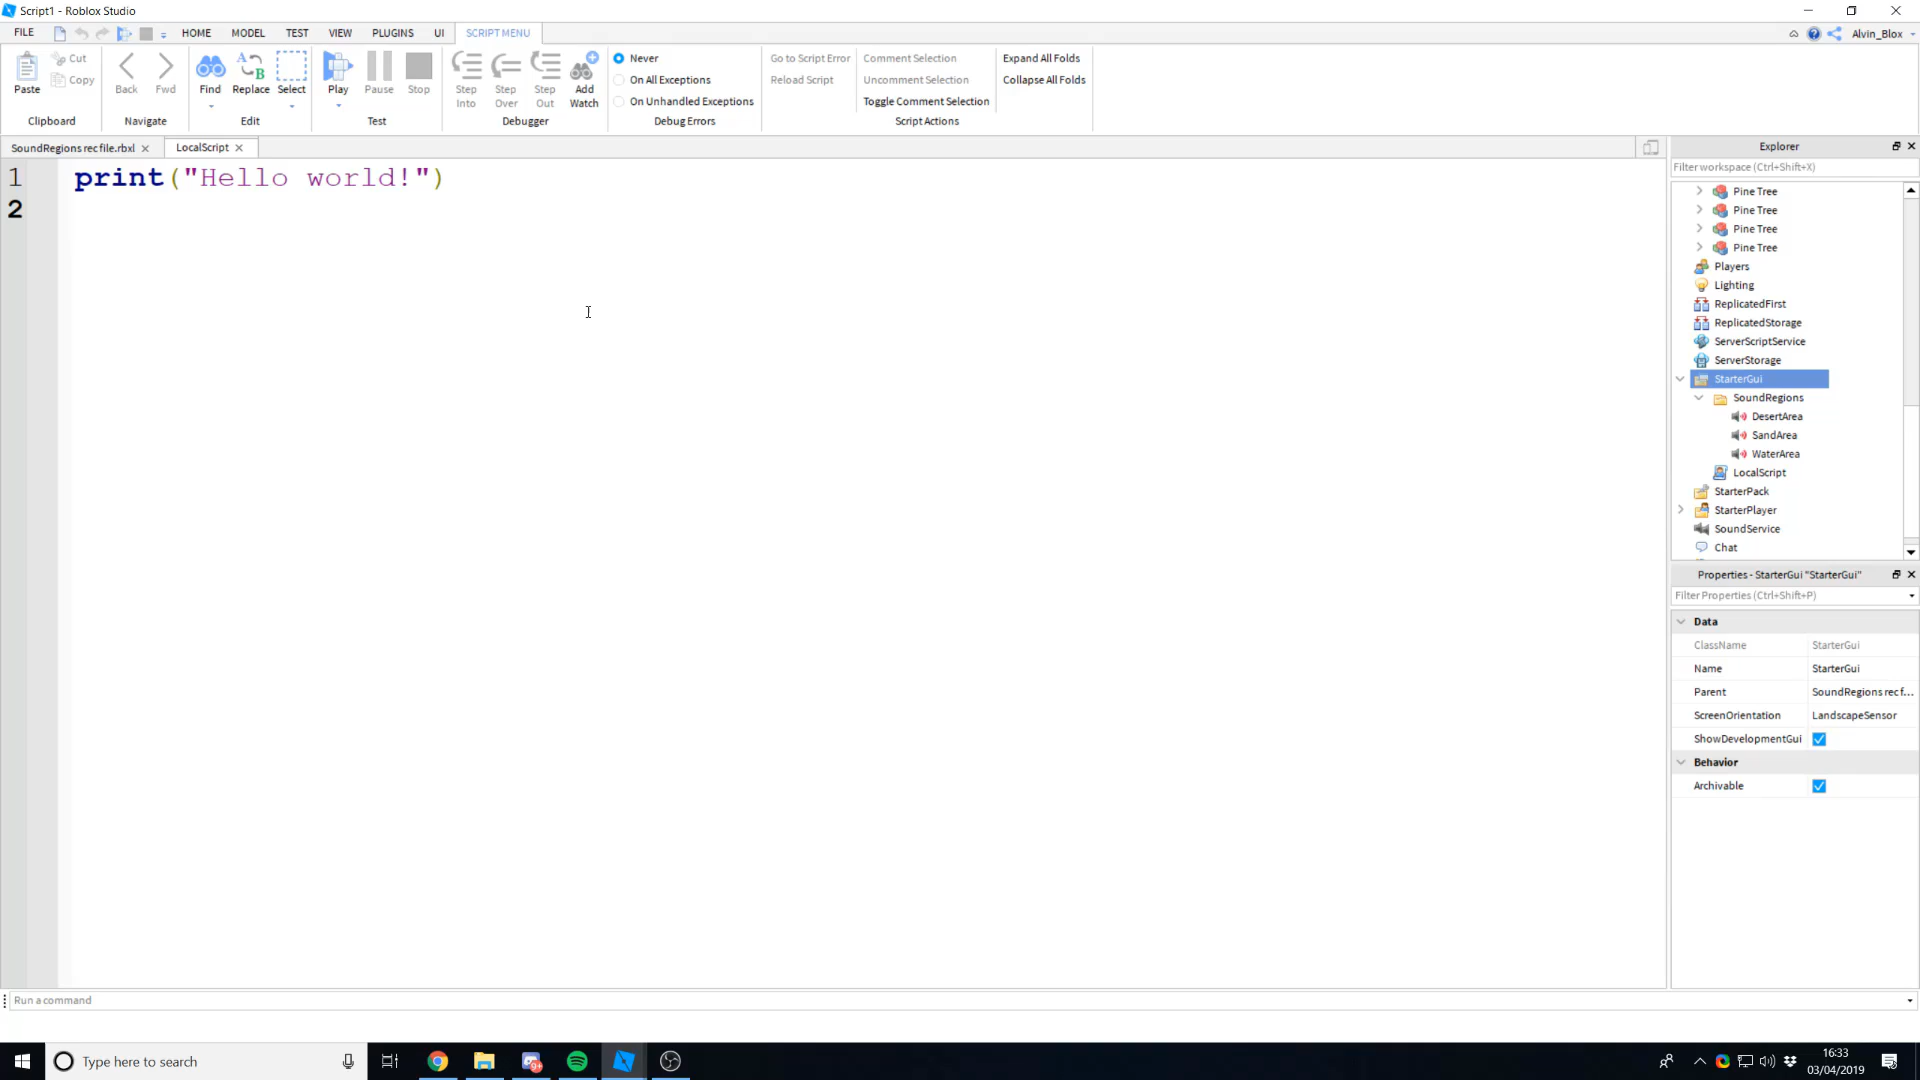 Script1 - Roblox Studio
FILE HOME MODEL TEST VIEW PLUGINS UI SCRIPT MENU Alvin_Blox
Paste Cut Copy
Clipboard
Back Fwd
Navigate
Find Replace Select
Edit
Play Pause Stop
Test
Step Into Step Over Step Out Add Watch
Debugger
Never
On All Exceptions
On Unhandled Exceptions
Debug Errors
Go to Script Error Comment Selection
Reload Script Uncomment Selection
Toggle Comment Selection
Script Actions
Expand All Folds
Collapse All Folds
SoundRegions rec file.rbxl LocalScript
1 print("Hello world!")
2
Explorer
Filter workspace (Ctrl+Shift+X)
Pine Tree
Pine Tree
Pine Tree
Pine Tree
Players
Lighting
ReplicatedFirst
ReplicatedStorage
ServerScriptService
ServerStorage
StarterGui
SoundRegions
DesertArea
SandArea
WaterArea
LocalScript
StarterPack
StarterPlayer
SoundService
Chat
Properties - StarterGui "StarterGui"
Filter Properties (Ctrl+Shift+P)
Data
ClassName StarterGui
Name StarterGui
Parent SoundRegions rec f...
ScreenOrientation LandscapeSensor
ShowDevelopmentGui
Behavior
Archivable
Run a command
Type here to search
9+
16:33
03/04/2019